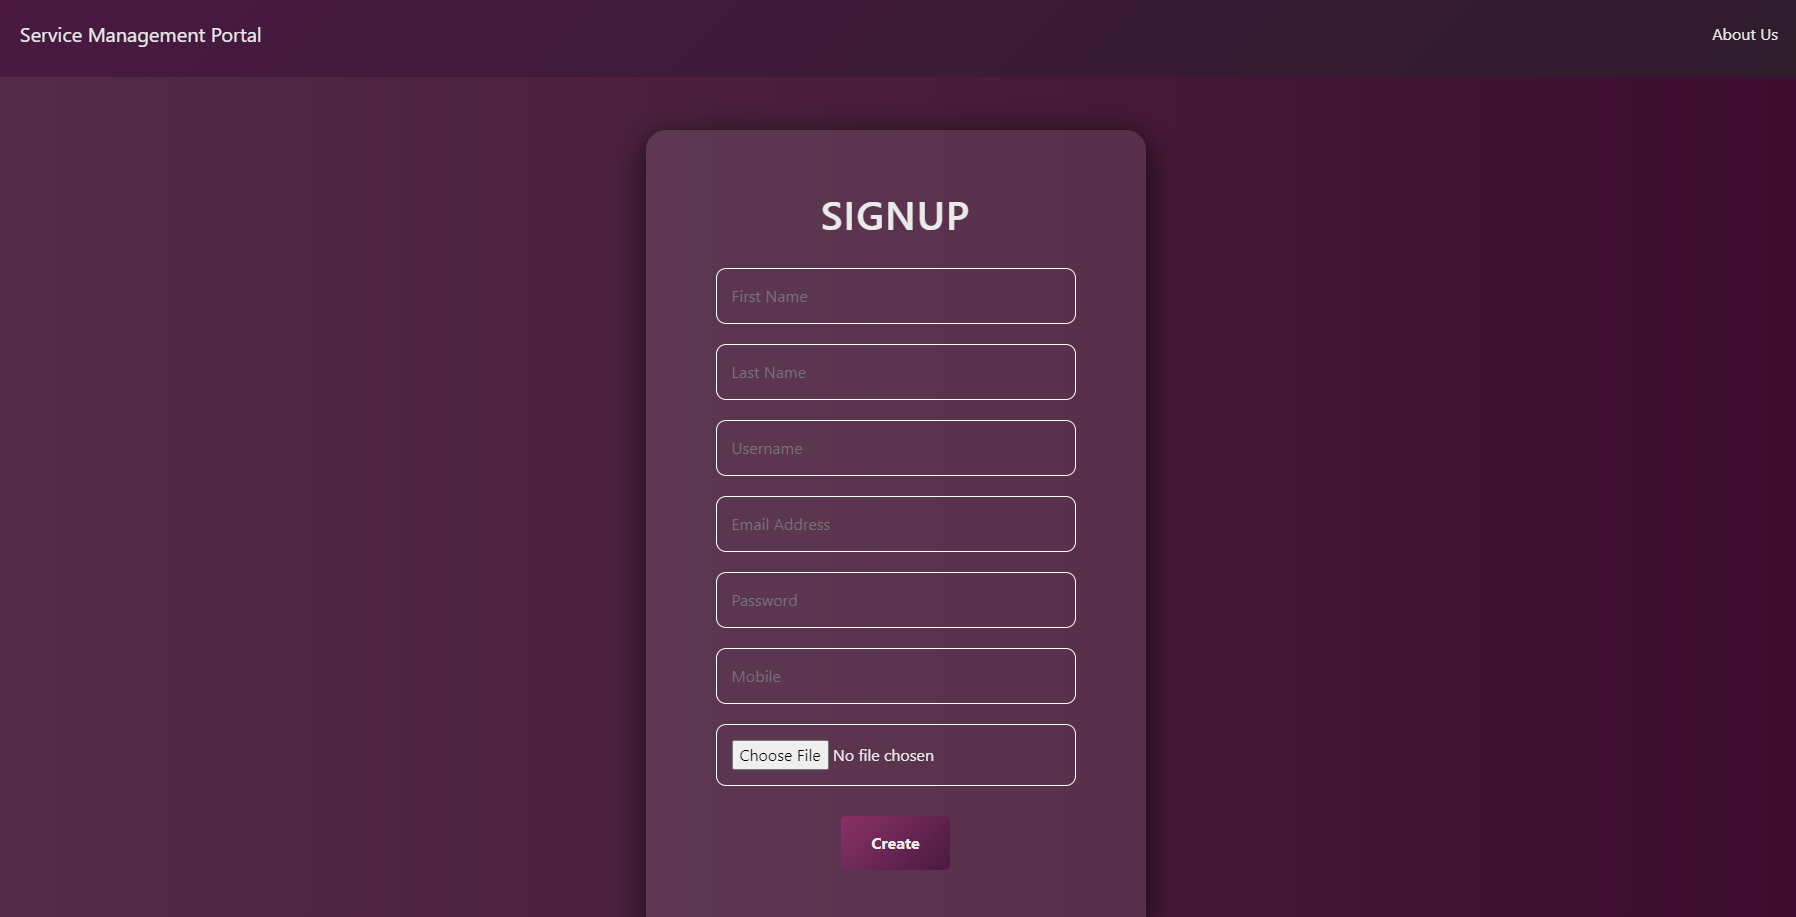 Service Management Portal
About Us
SIGNUP
First Name
Last Name
Username
Email Address
Password
Mobile
Choose File No file chosen
Create